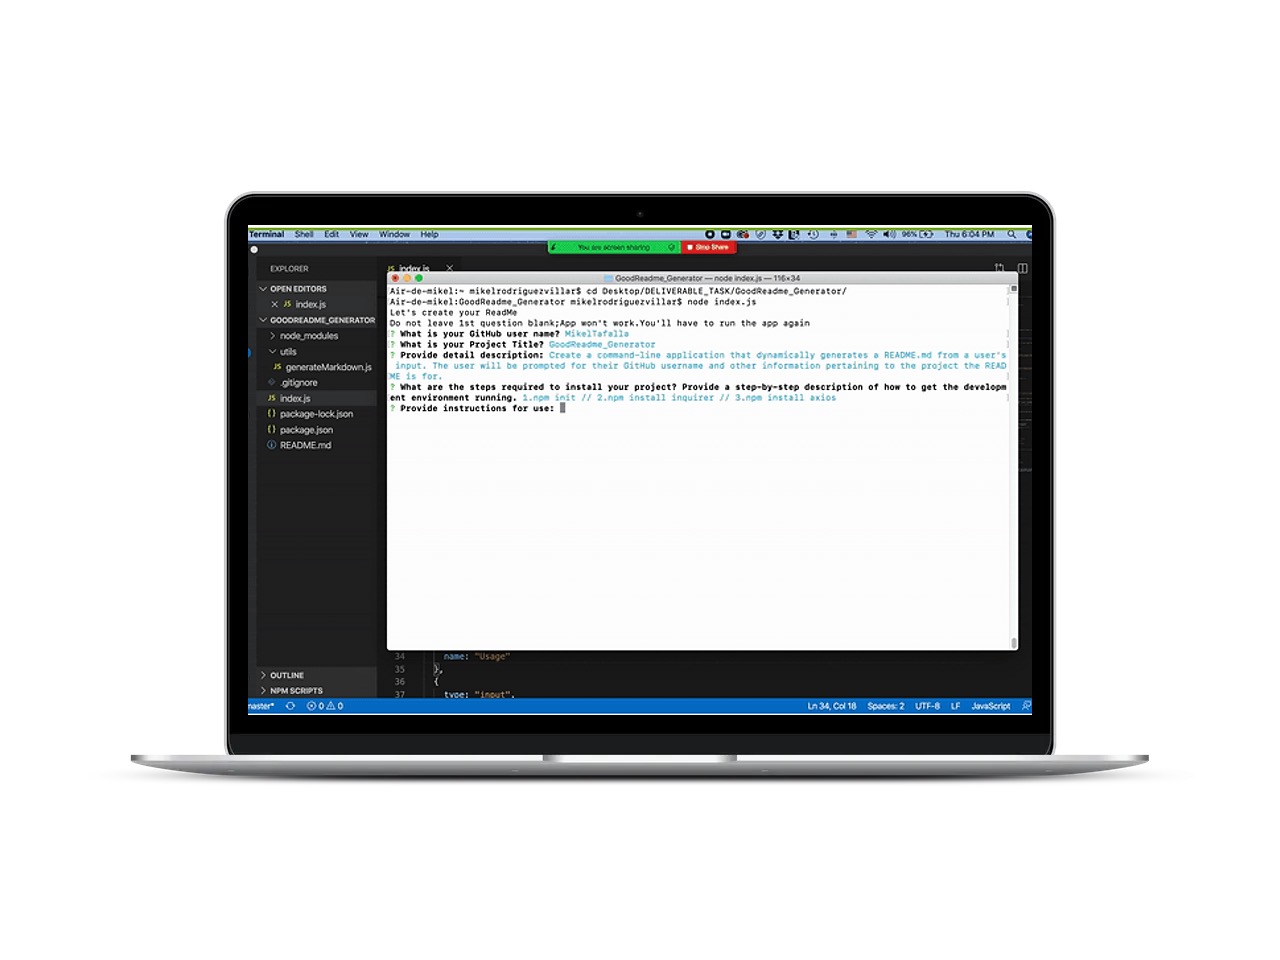 Terminal Shell Edit View Window Help 96% Thu 6:04 PM
You are screen sharing Stop Share
EXPLORER
JS index.js
GoodReadme_Generator — node index.js — 116×34
OPEN EDITORS
JS index.js
GOODREADME_GENERATOR
node_modules
utils
JS generateMarkdown.js
.gitignore
JS index.js
{} package-lock.json
{} package.json
README.md
Air-de-mikel:~ mikelrodriguezvillar$ cd Desktop/DELIVERABLE_TASK/GoodReadme_Generator/
Air-de-mikel:GoodReadme_Generator mikelrodriguezvillar$ node index.js
Let's create your ReadMe
Do not leave 1st question blank;App won't work.You'll have to run the app again
? What is your GitHub user name? MikelTafalla
? What is your Project Title? GoodReadme_Generator
? Provide detail description: Create a command-line application that dynamically generates a README.md from a user's
input. The user will be prompted for their GitHub username and other information pertaining to the project the READ
ME is for.
? What are the steps required to install your project? Provide a step-by-step description of how to get the developm
ent environment running. 1.npm init // 2.npm install inquirer // 3.npm install axios
? Provide instructions for use:
34 name: "Usage"
35 },
36 {
37 type: "input",
OUTLINE
NPM SCRIPTS
master* 0 0 Ln 34, Col 18 Spaces: 2 UTF-8 LF JavaScript